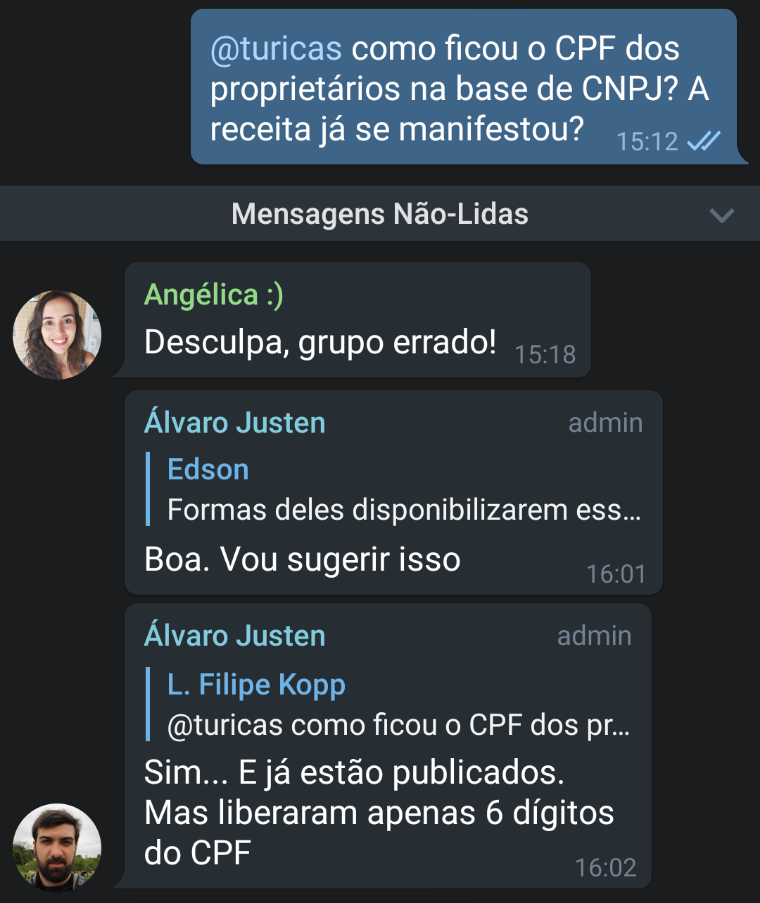 @turicas como ficou o CPF dos
proprietários na base de CNPJ? A
receita já se manifestou?
15:12
Mensagens Não-Lidas
Angélica :)
Desculpa, grupo errado!
15:18
Álvaro Justen admin
Edson
Formas deles disponibilizarem ess...
Boa. Vou sugerir isso
16:01
Álvaro Justen admin
L. Filipe Kopp
@turicas como ficou o CPF dos pr...
Sim... E já estão publicados.
Mas liberaram apenas 6 dígitos
do CPF
16:02